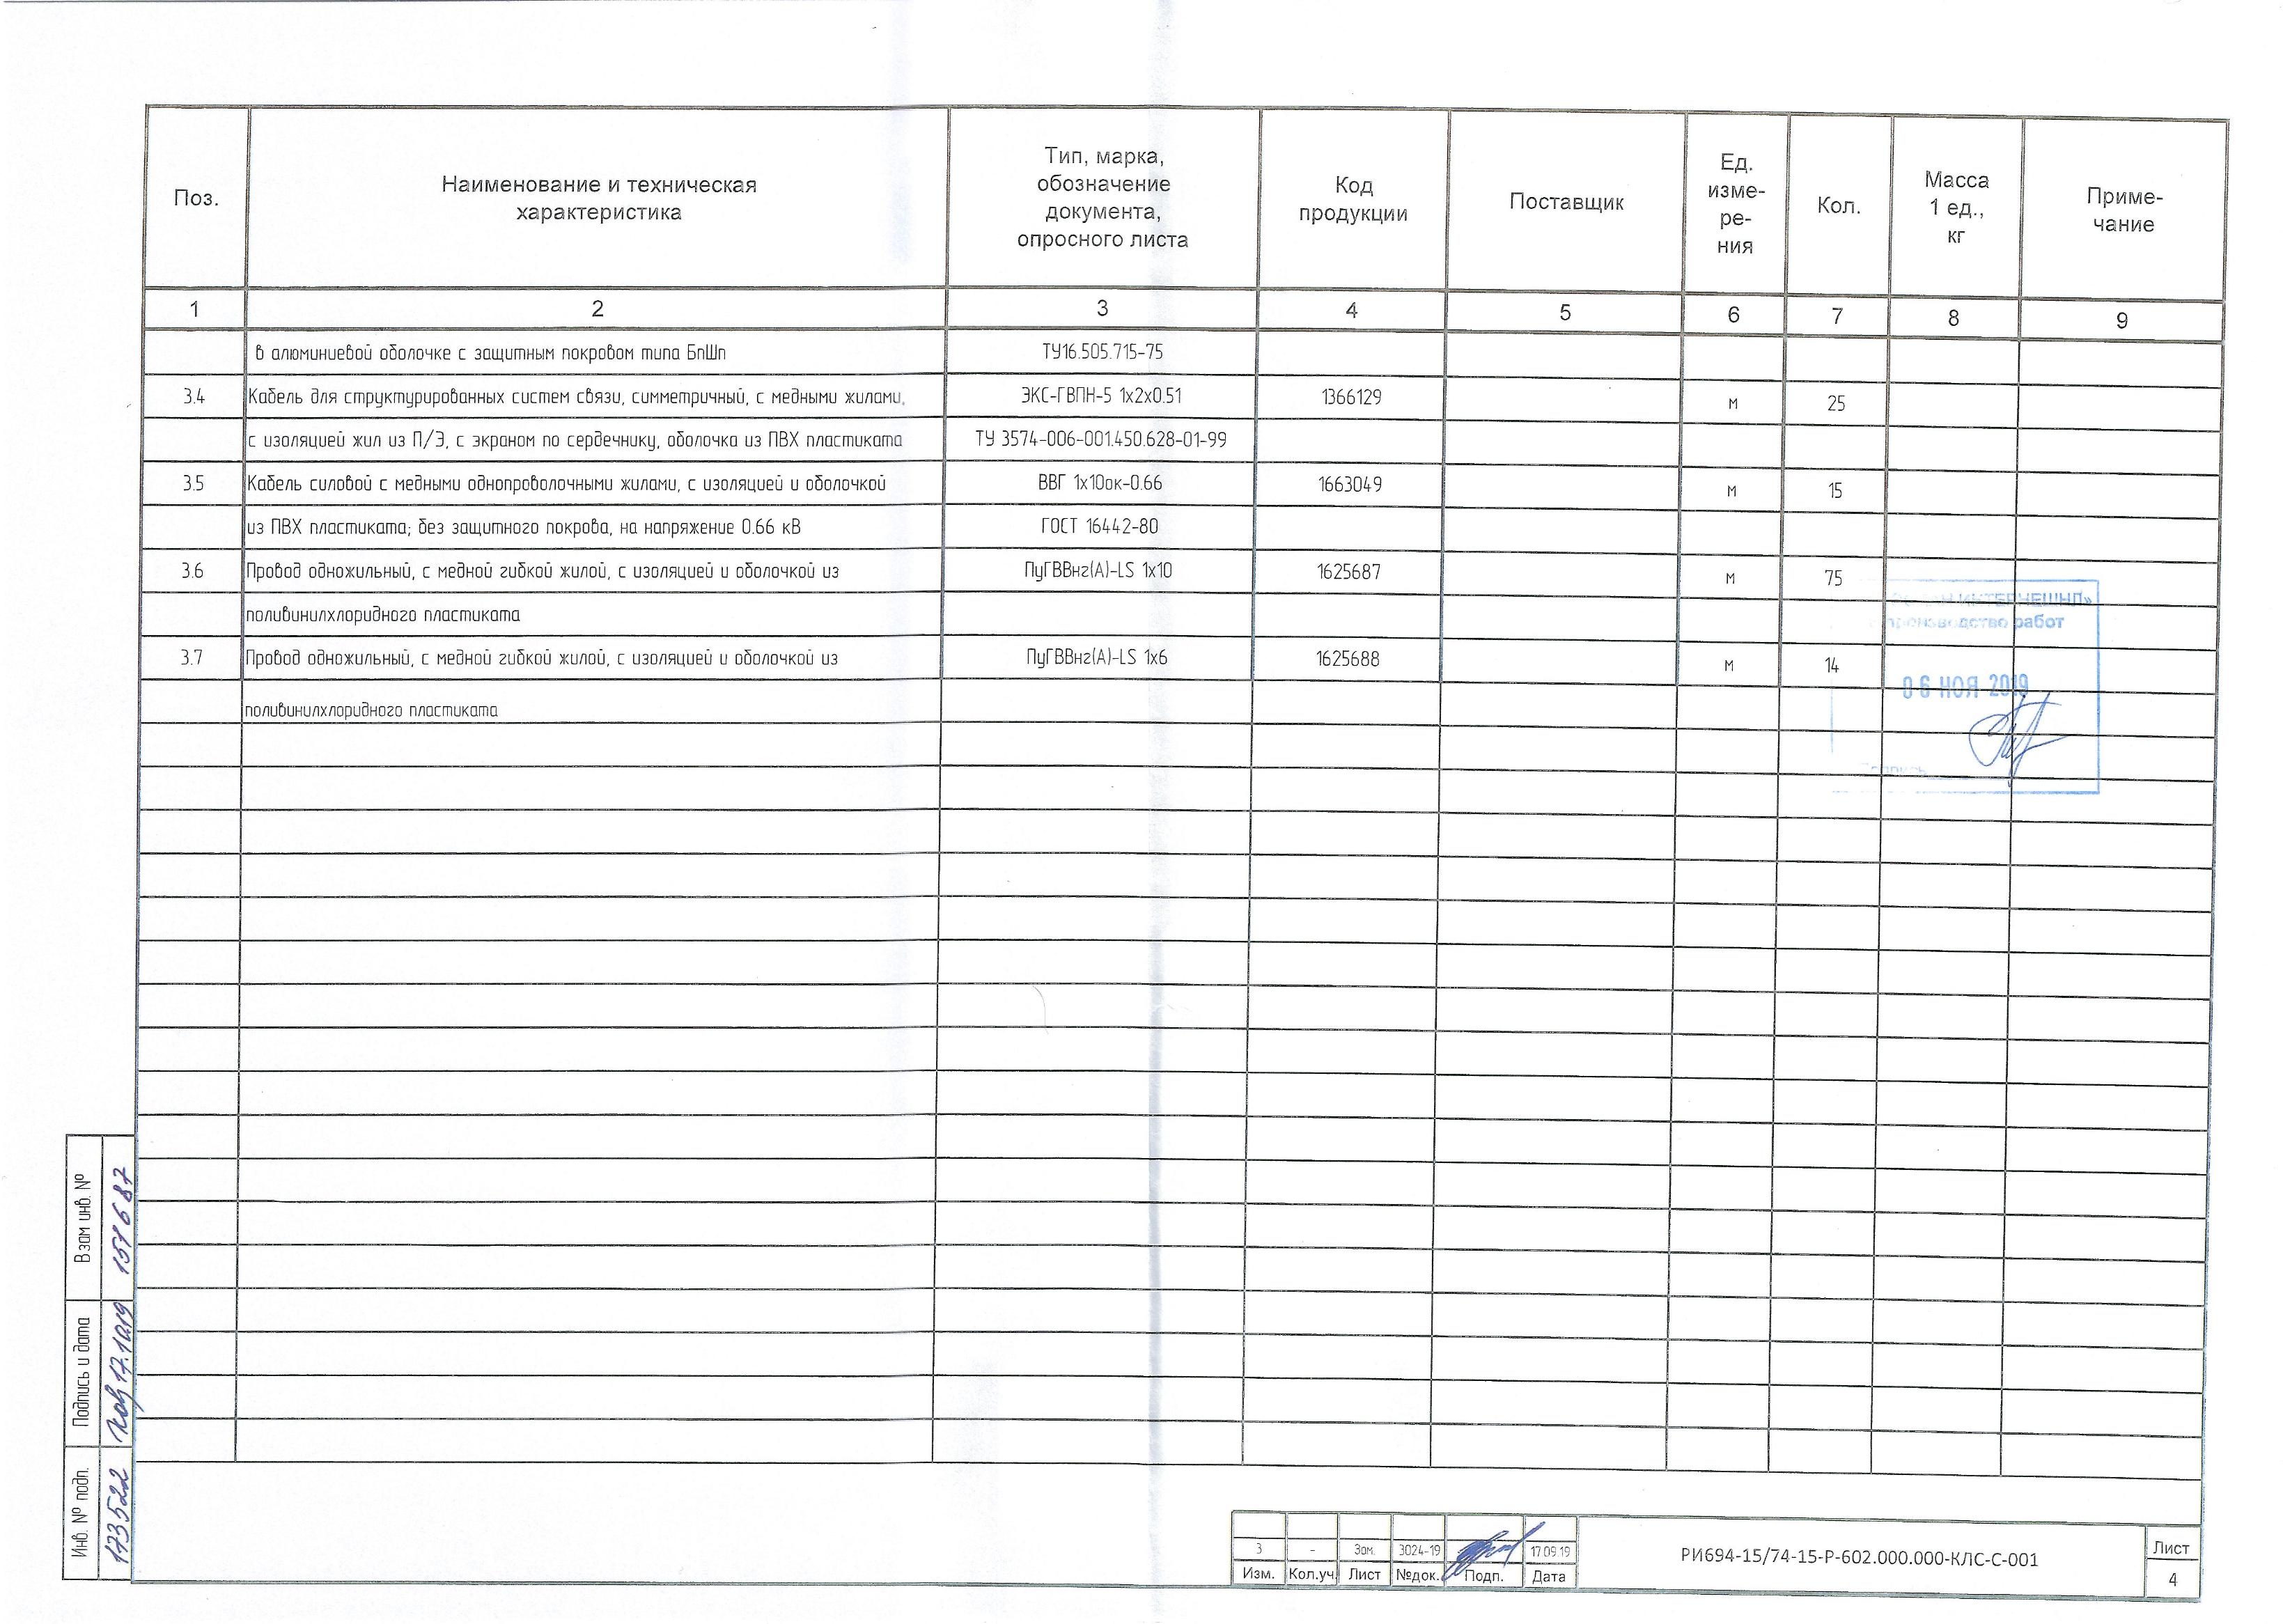 Поз.
Наименование и техническая
характеристика
Тип, марка,
обозначение
документа,
опросного листа
Код
продукции
Поставщик
Ед.
изме-
ре-
ния
Кол.
Масса
1 ед.,
кг
Приме-
чание
1 2 3 4 5 6 7 8 9
в алюминиевой оболочке с защитным покровом типа БпШп ТУ16.505.715-75
3.4 Кабель для структурированных систем связи, симметричный, с медными жилами, ЭКС-ГВПН-5 1х2х0.51 1366129 м 25
с изоляцией жил из П/Э, с экраном по сердечнику, оболочка из ПВХ пластиката ТУ 3574-006-001.450.628-01-99
3.5 Кабель силовой с медными однопроволочными жилами, с изоляцией и оболочкой ВВГ 1х10ок-0.66 1663049 м 15
из ПВХ пластиката; без защитного покрова, на напряжение 0.66 кВ ГОСТ 16442-80
3.6 Провод одножильный, с медной гибкой жилой, с изоляцией и оболочкой из ПуГВВнг(А)-LS 1х10 1625687 м 75
поливинилхлоридного пластиката
3.7 Провод одножильный, с медной гибкой жилой, с изоляцией и оболочкой из ПуГВВнг(А)-LS 1х6 1625688 м 14
поливинилхлоридного пластиката
ИНТЕРНЕШНЛ»
производство работ
06 НОЯ 2019
Подпись
Взам инв. №
151687
Подпись и дата
17.10.19
Инв. № подп.
173522
3 - Зам. 3024-19 17.09.19
Изм. Кол.уч. Лист №док. Подп. Дата
РИ694-15/74-15-Р-602.000.000-КЛС-С-001
Лист
4